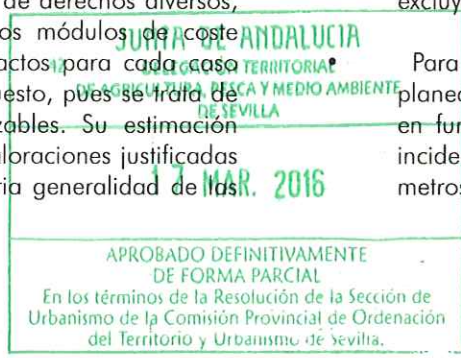 de derechos diversos,
os módulos de coste
actos para cada caso
uesto, pues se trata de
zables. Su estimación
aloraciones justificadas
ria generalidad de las
excluy
Para
planea
en fun
incide
metros
JUNTA DE ANDALUCIA
DELEGACION TERRITORIAL
DE AGRICULTURA, PESCA Y MEDIO AMBIENTE
DE SEVILLA
17 MAR. 2016
APROBADO DEFINITIVAMENTE
DE FORMA PARCIAL
En los términos de la Resolución de la Sección de
Urbanismo de la Comisión Provincial de Ordenación
del Territorio y Urbanismo de Sevilla.